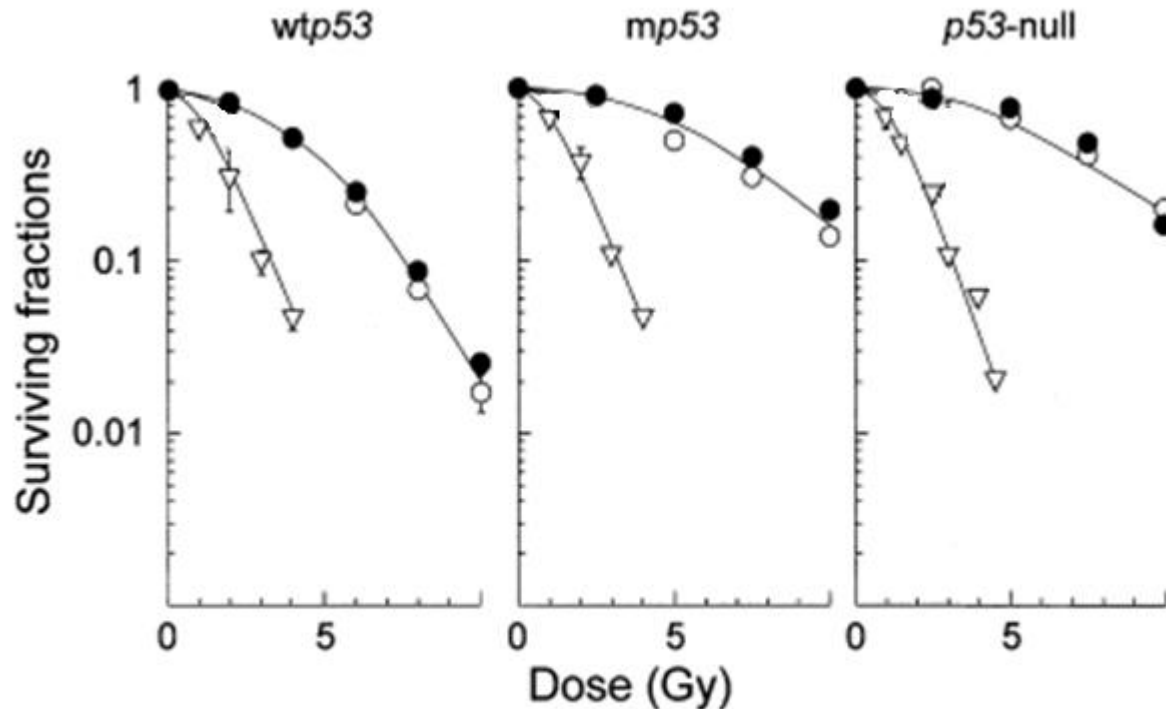 wtp53 mp53 p53-null
Surviving fractions
1
0.1
0.01
0 5 0 5 0 5
Dose (Gy)